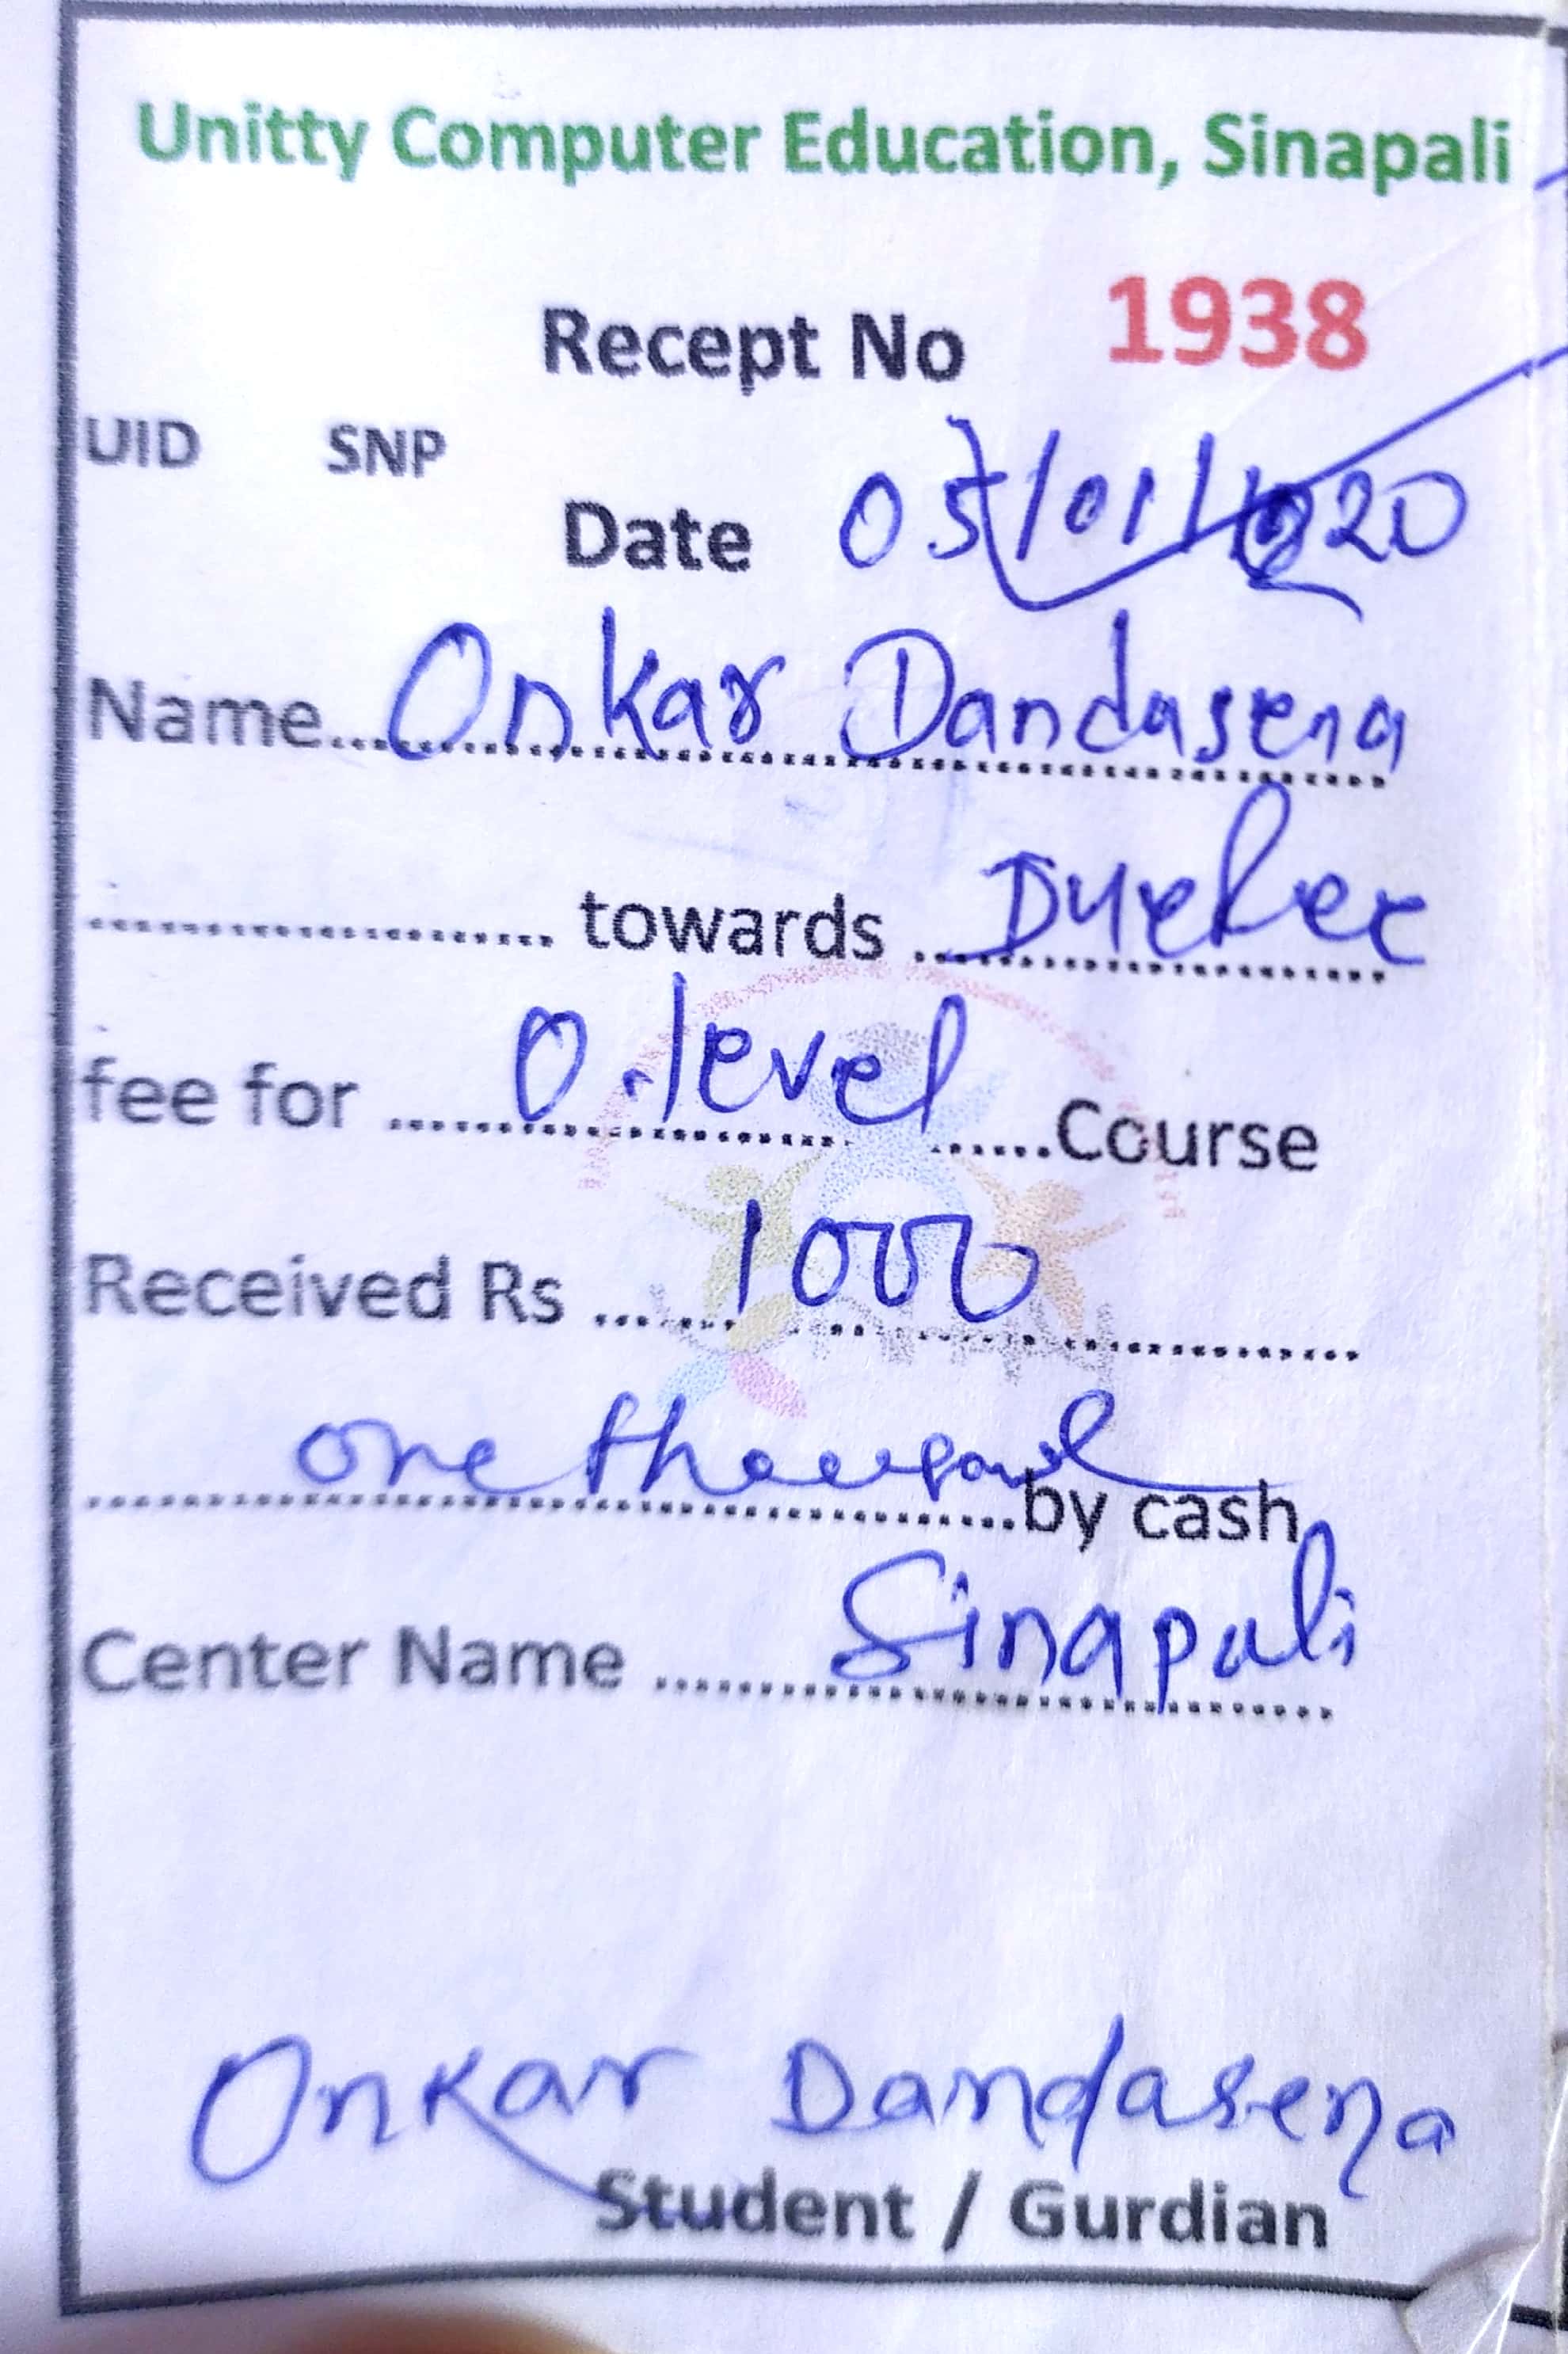 Unitty Computer Education, Sinapali
Recept No 1938
UID SNP
Date 05/01/2020
Name....Onkar Dandasena
.................... towards ...
fee for .... O.level ......Course
Received Rs .... 1000 ....................
one thousand ...by cash
Center Name .... Sinapali
Onkar Dandasena
Student / Gurdian